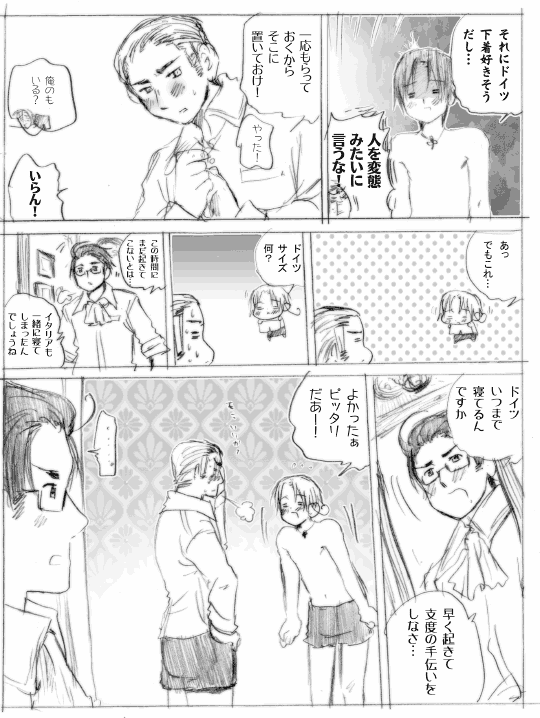 それにドイツ
下着好きそう
だし…
人を変態
みたいに
言うな！
一応もらって
おくから
そこに
置いておけ！
やった！
俺のも
いる？
いらん！
あっ
でもこれ…
ドイツ
サイズ
何？
この時間に
まだ起きて
こないとは…
イタリアも
一緒に寝て
しまったん
でしょうね
ドイツ
いつまで
寝てるん
ですか
早く起きて
支度の手伝いを
しなさ…
よかったぁ
ピッタリ
だぁー！
……